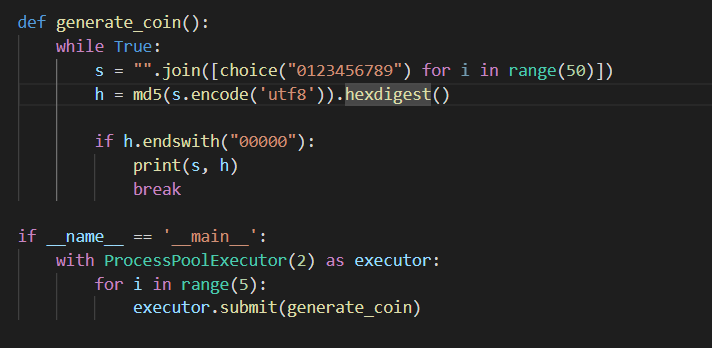 def generate_coin():
    while True:
        s = "".join([choice("0123456789") for i in range(50)])
        h = md5(s.encode('utf8')).hexdigest()
        if h.endswith("00000"):
            print(s, h)
            break
if __name__ == '__main__':
    with ProcessPoolExecutor(2) as executor:
        for i in range(5):
            executor.submit(generate_coin)